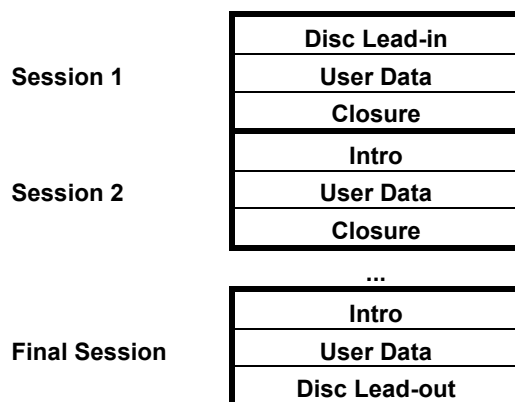 Disc Lead-in
Session 1 User Data
Closure
Intro
Session 2 User Data
Closure
...
Intro
Final Session User Data
Disc Lead-out